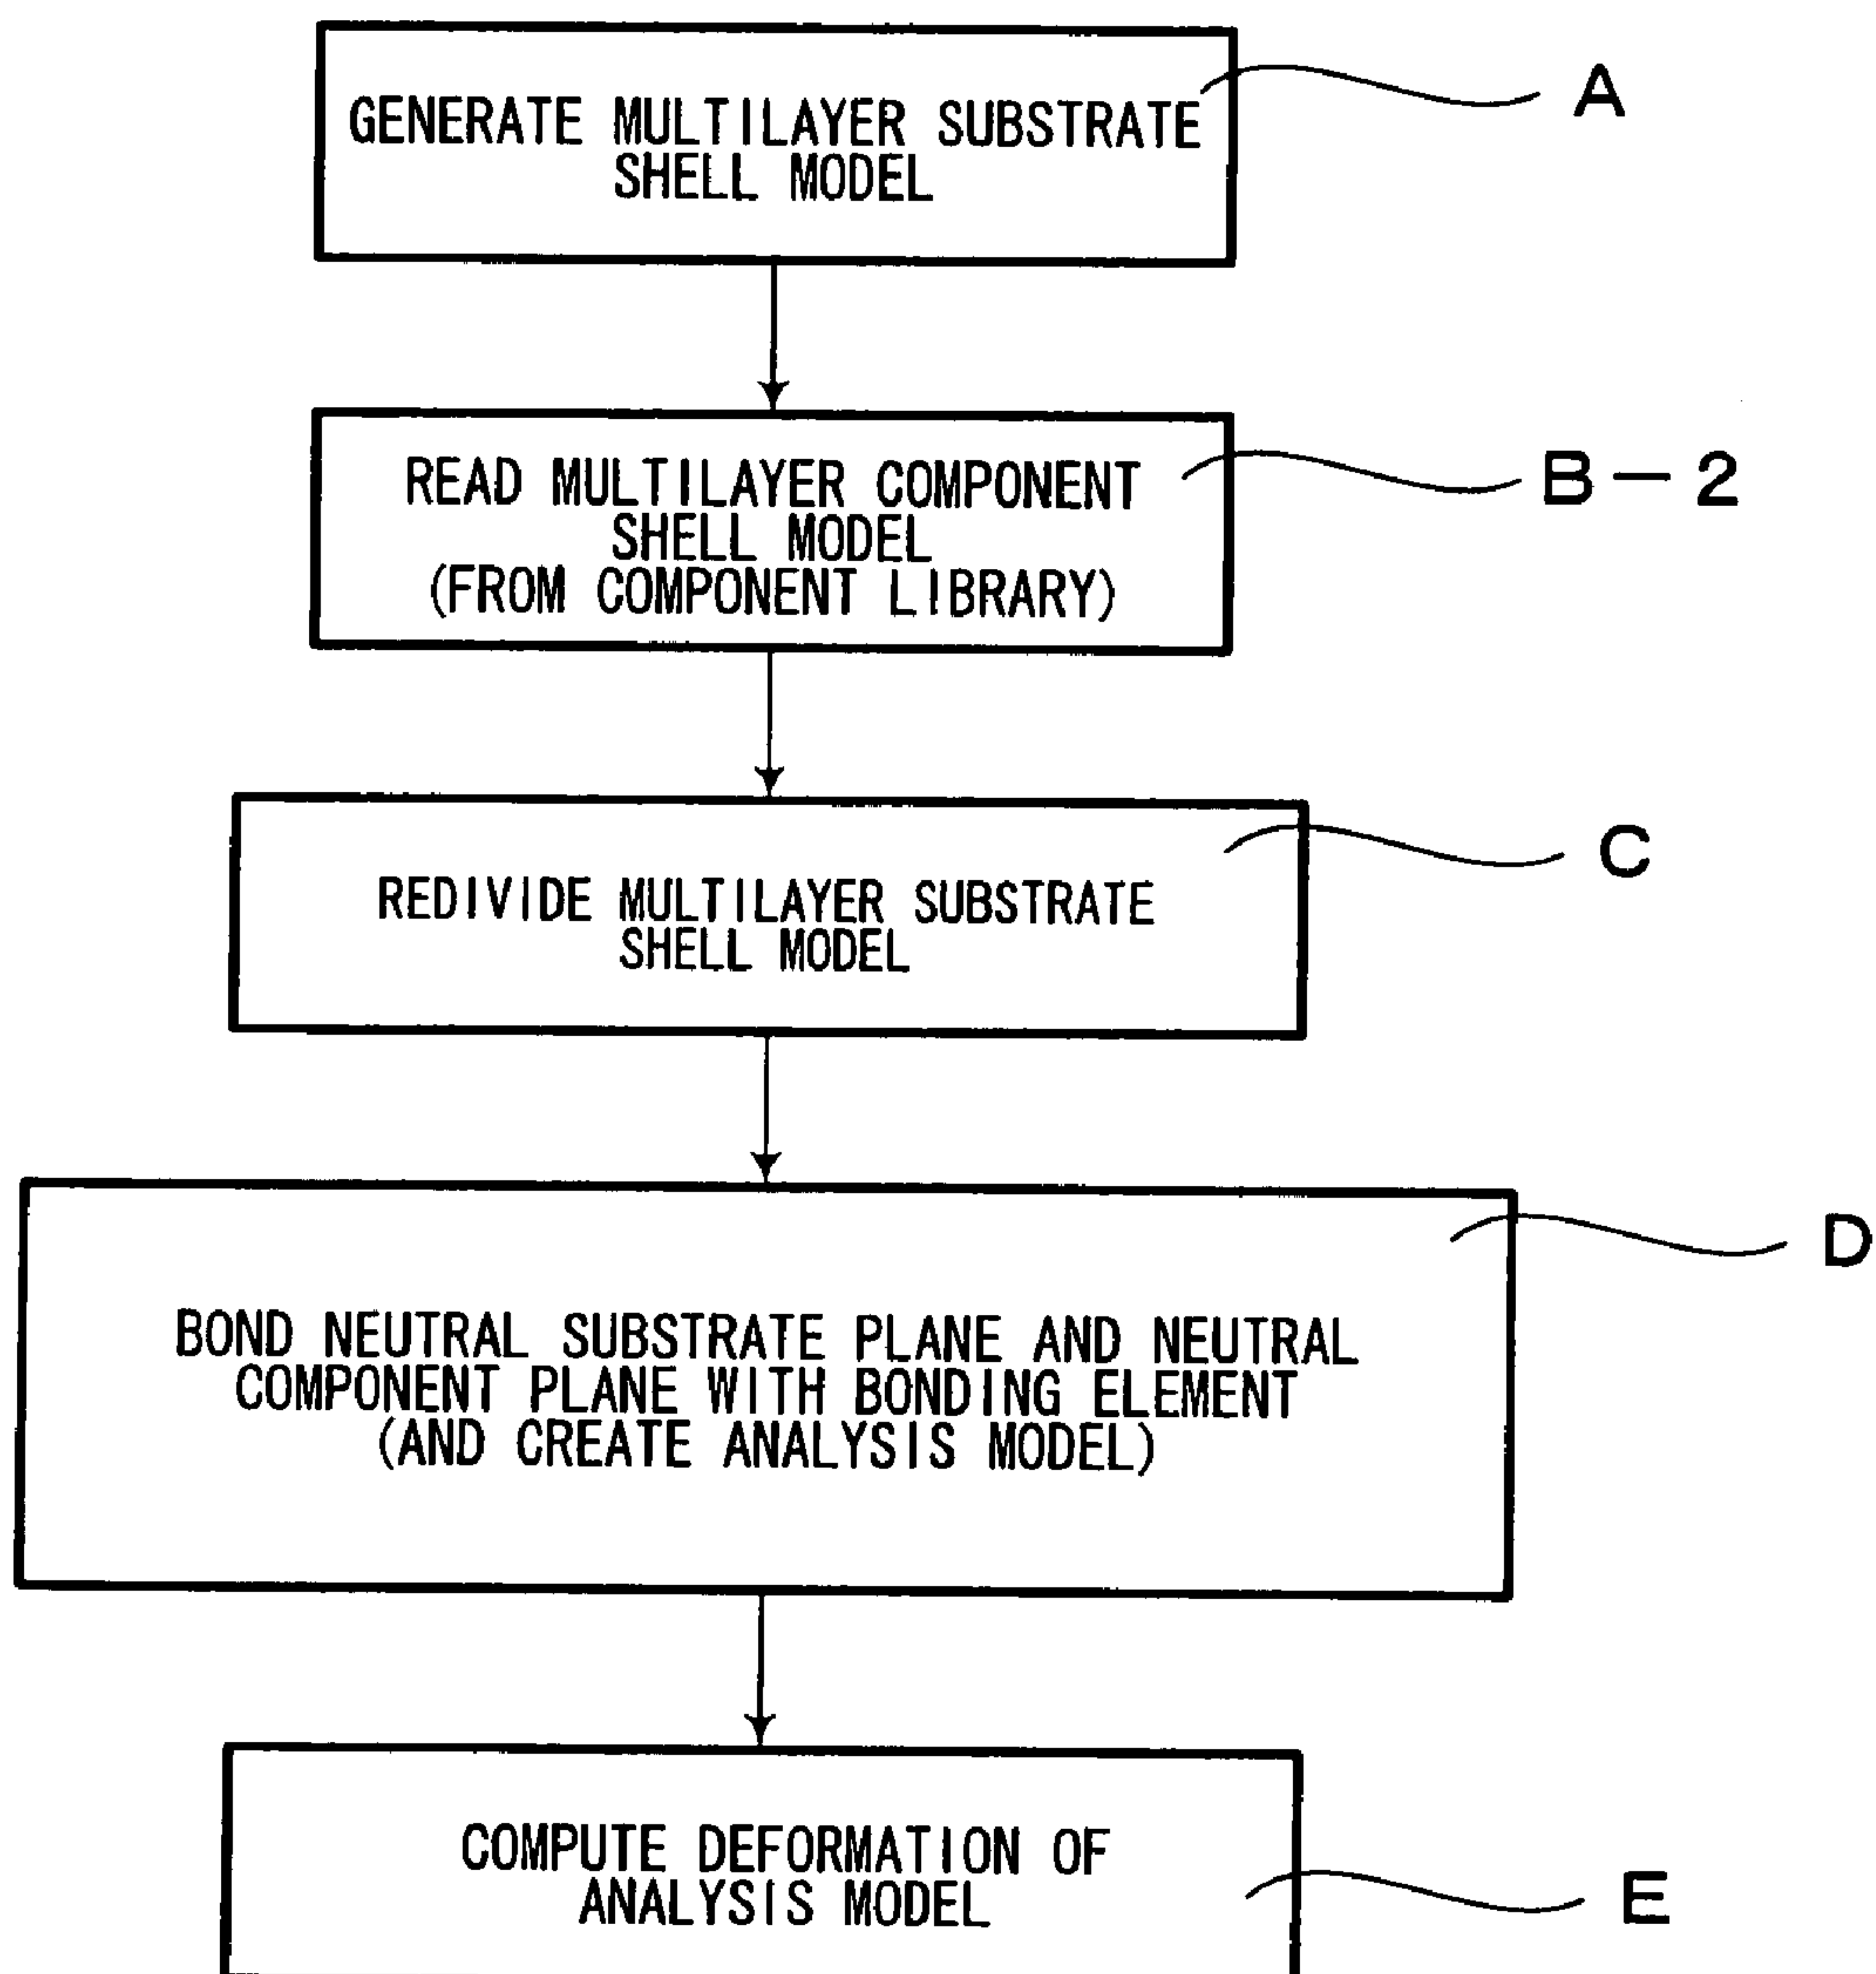 GENERATE MULTILAYER SUBSTRATE
SHELL MODEL
A
READ MULTILAYER COMPONENT
SHELL MODEL
(FROM COMPONENT LIBRARY)
B-2
REDIVIDE MULTILAYER SUBSTRATE
SHELL MODEL
C
BOND NEUTRAL SUBSTRATE PLANE AND NEUTRAL
COMPONENT PLANE WITH BONDING ELEMENT
(AND CREATE ANALYSIS MODEL)
D
COMPUTE DEFORMATION OF
ANALYSIS MODEL
E